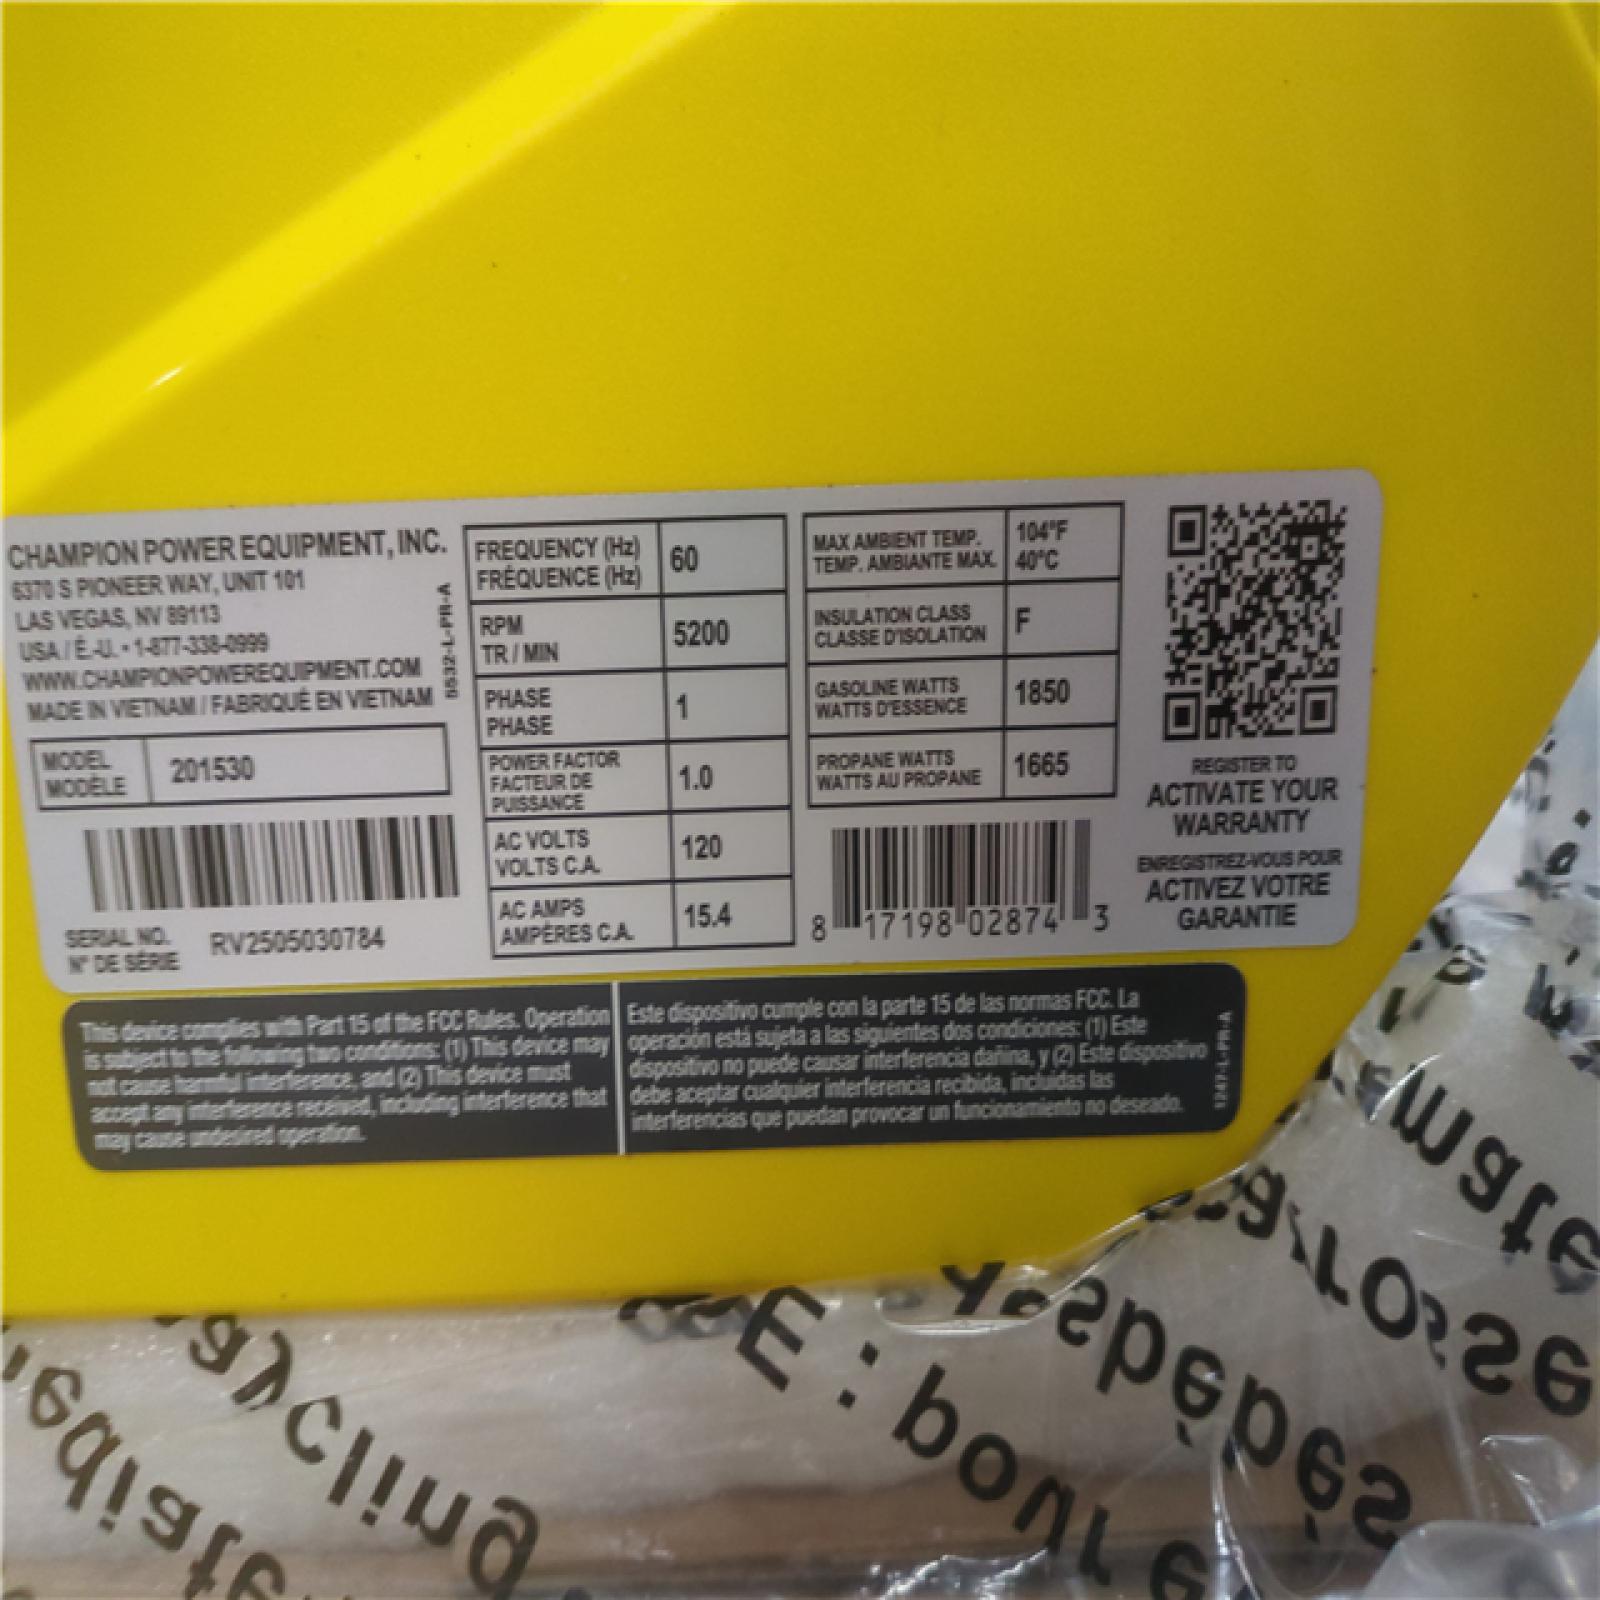 CHAMPION POWER EQUIPMENT, INC.
6370 S PIONEER WAY, UNIT 101
LAS VEGAS, NV 89113
USA / É.-U. • 1-877-338-0999
WWW.CHAMPIONPOWEREQUIPMENT.COM
MADE IN VIETNAM / FABRIQUÉ EN VIETNAM
5532-L-PR-A
MODEL
MODÈLE
201530
SERIAL NO.
N° DE SÉRIE
RV2505030784
FREQUENCY (Hz)
FRÉQUENCE (Hz)
60
RPM
TR / MIN
5200
PHASE
PHASE
1
POWER FACTOR
FACTEUR DE
PUISSANCE
1.0
AC VOLTS
VOLTS C.A.
120
AC AMPS
AMPÈRES C.A.
15.4
MAX AMBIENT TEMP.
TEMP. AMBIANTE MAX.
104°F
40°C
INSULATION CLASS
CLASSE D'ISOLATION
F
GASOLINE WATTS
WATTS D'ESSENCE
1850
PROPANE WATTS
WATTS AU PROPANE
1665
8 17198 02874 3
REGISTER TO
ACTIVATE YOUR
WARRANTY
ENREGISTREZ-VOUS POUR
ACTIVEZ VOTRE
GARANTIE
This device complies with Part 15 of the FCC Rules. Operation
is subject to the following two conditions: (1) This device may
not cause harmful interference, and (2) This device must
accept any interference received, including interference that
may cause undesired operation.
Este dispositivo cumple con la parte 15 de las normas FCC. La
operación está sujeta a las siguientes dos condiciones: (1) Este
dispositivo no puede causar interferencia dañina, y (2) Este dispositivo
debe aceptar cualquier interferencia recibida, incluidas las
interferencias que puedan provocar un funcionamiento no deseado.
1247-L-PR-A
: pour